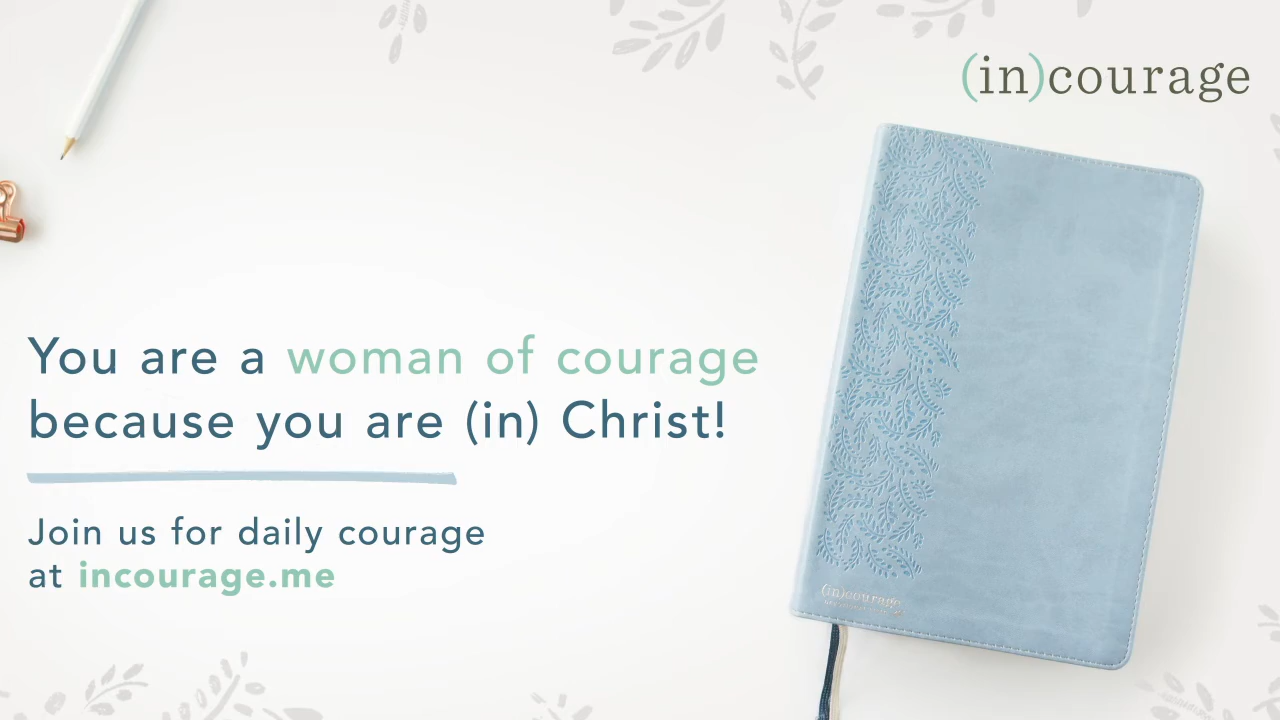 (in)courage
You are a woman of courage
because you are (in) Christ!
Join us for daily courage
at incourage.me
(in)courage